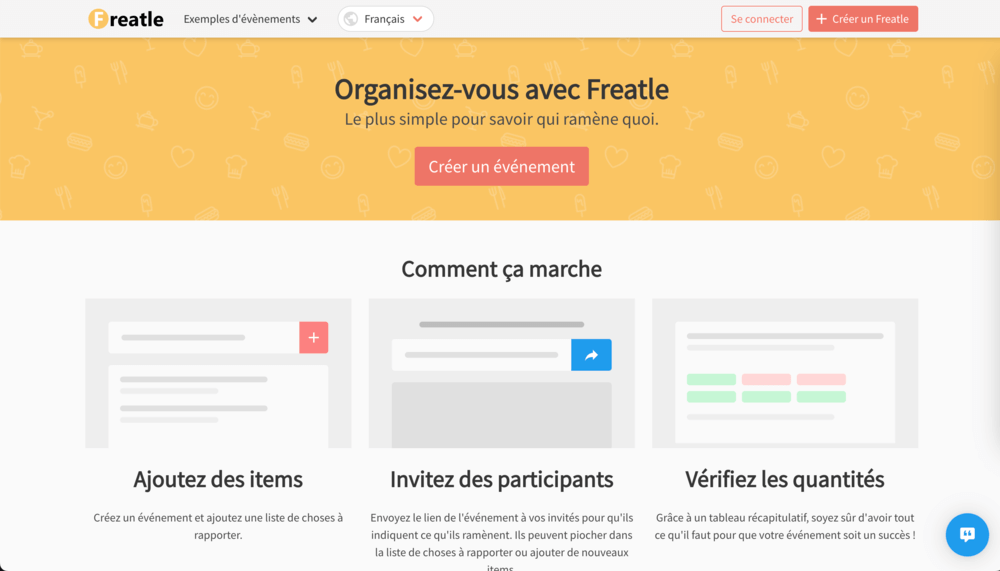 Freatle
Exemples d'évènements
Français
Se connecter
+ Créer un Freatle
Organisez-vous avec Freatle
Le plus simple pour savoir qui ramène quoi.
Créer un événement
Comment ça marche
Ajoutez des items
Créez un événement et ajoutez une liste de choses à
rapporter.
Invitez des participants
Envoyez le lien de l'événement à vos invités pour qu'ils
indiquent ce qu'ils ramènent. Ils peuvent piocher dans
la liste de choses à rapporter ou ajouter de nouveaux
items.
Vérifiez les quantités
Grâce à un tableau récapitulatif, soyez sûr d'avoir tout
ce qu'il faut pour que votre événement soit un succès !